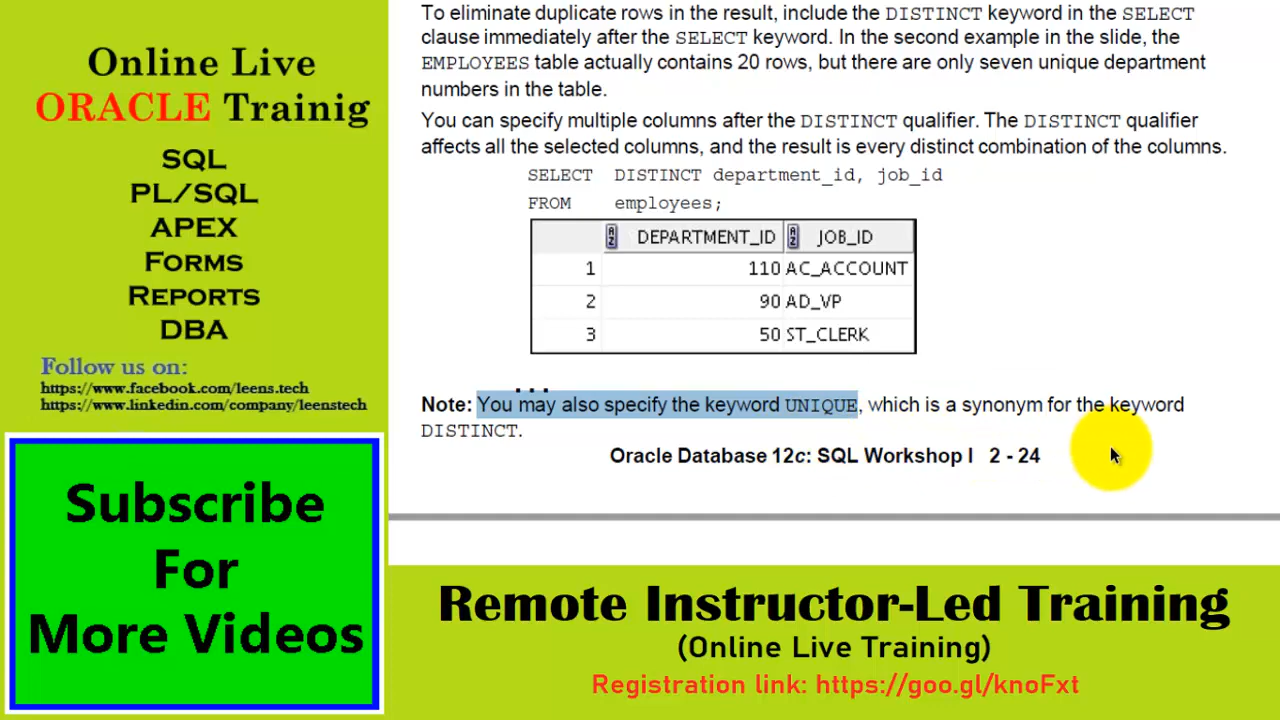 Online Live
ORACLE Trainig
SQL
PL/SQL
APEX
Forms
Reports
DBA
Follow us on:
https://www.facebook.com/leens.tech
https://www.linkedin.com/company/leenstech
Subscribe
For
More Videos
To eliminate duplicate rows in the result, include the DISTINCT keyword in the SELECT
clause immediately after the SELECT keyword. In the second example in the slide, the
EMPLOYEES table actually contains 20 rows, but there are only seven unique department
numbers in the table.
You can specify multiple columns after the DISTINCT qualifier. The DISTINCT qualifier
affects all the selected columns, and the result is every distinct combination of the columns.
SELECT DISTINCT department_id, job_id
FROM employees;
DEPARTMENT_ID JOB_ID
1 110 AC_ACCOUNT
2 90 AD_VP
3 50 ST_CLERK
...
Note: You may also specify the keyword UNIQUE, which is a synonym for the keyword
DISTINCT.
Oracle Database 12c: SQL Workshop I 2 - 24
Remote Instructor-Led Training
(Online Live Training)
Registration link: https://goo.gl/knoFxt